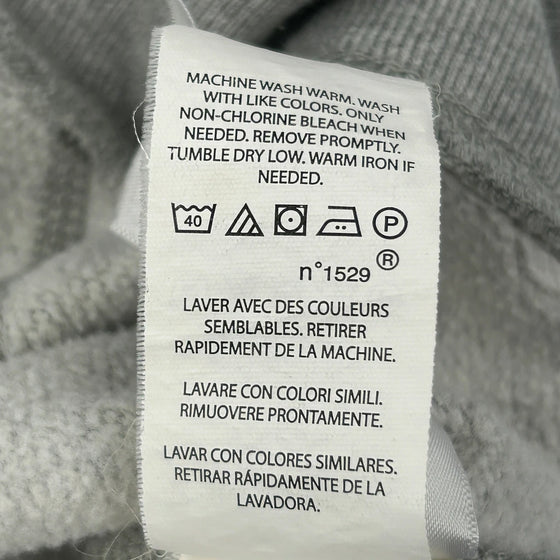 MACHINE WASH WARM. WASH
WITH LIKE COLORS. ONLY
NON-CHLORINE BLEACH WHEN
NEEDED. REMOVE PROMPTLY.
TUMBLE DRY LOW. WARM IRON IF
NEEDED.
40 P
n°1529 ®
LAVER AVEC DES COULEURS
SEMBLABLES. RETIRER
RAPIDEMENT DE LA MACHINE.
LAVARE CON COLORI SIMILI.
RIMUOVERE PRONTAMENTE.
LAVAR CON COLORES SIMILARES.
RETIRAR RÁPIDAMENTE DE LA
LAVADORA.